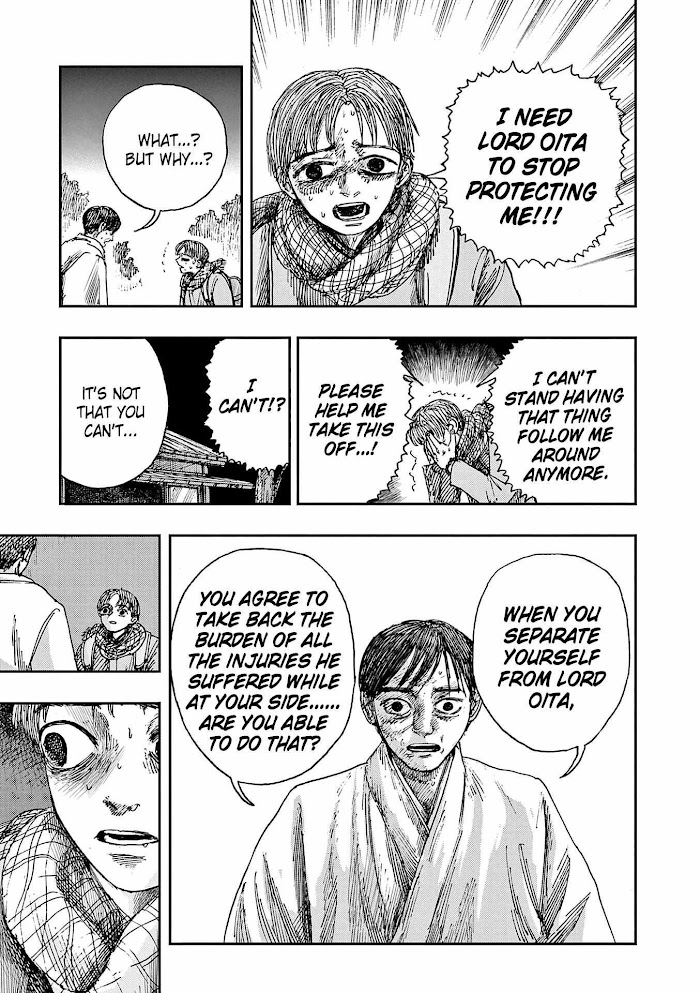 I NEED
LORD OITA
TO STOP
PROTECTING
ME!!!
WHAT...?
BUT WHY...?
I CAN'T
STAND HAVING
THAT THING
FOLLOW ME
AROUND
ANYMORE.
PLEASE
HELP ME
TAKE THIS
OFF...!
I
CAN'T!?
IT'S NOT
THAT YOU
CAN'T...
WHEN YOU
SEPARATE
YOURSELF
FROM LORD
OITA,
YOU AGREE TO
TAKE BACK THE
BURDEN OF ALL
THE INJURIES HE
SUFFERED WHILE
AT YOUR SIDE......
ARE YOU ABLE
TO DO THAT?